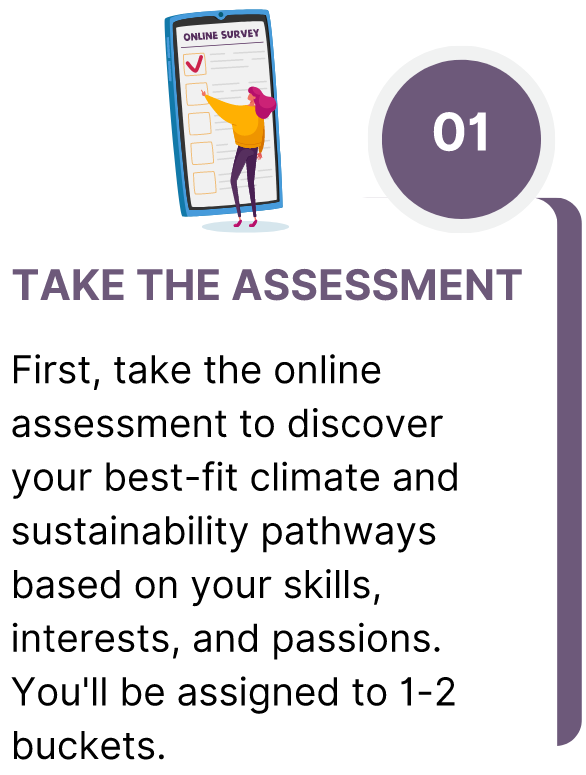 ONLINE SURVEY
01
TAKE THE ASSESSMENT
First, take the online
assessment to discover
your best-fit climate and
sustainability pathways
based on your skills,
interests, and passions.
You'll be assigned to 1-2
buckets.